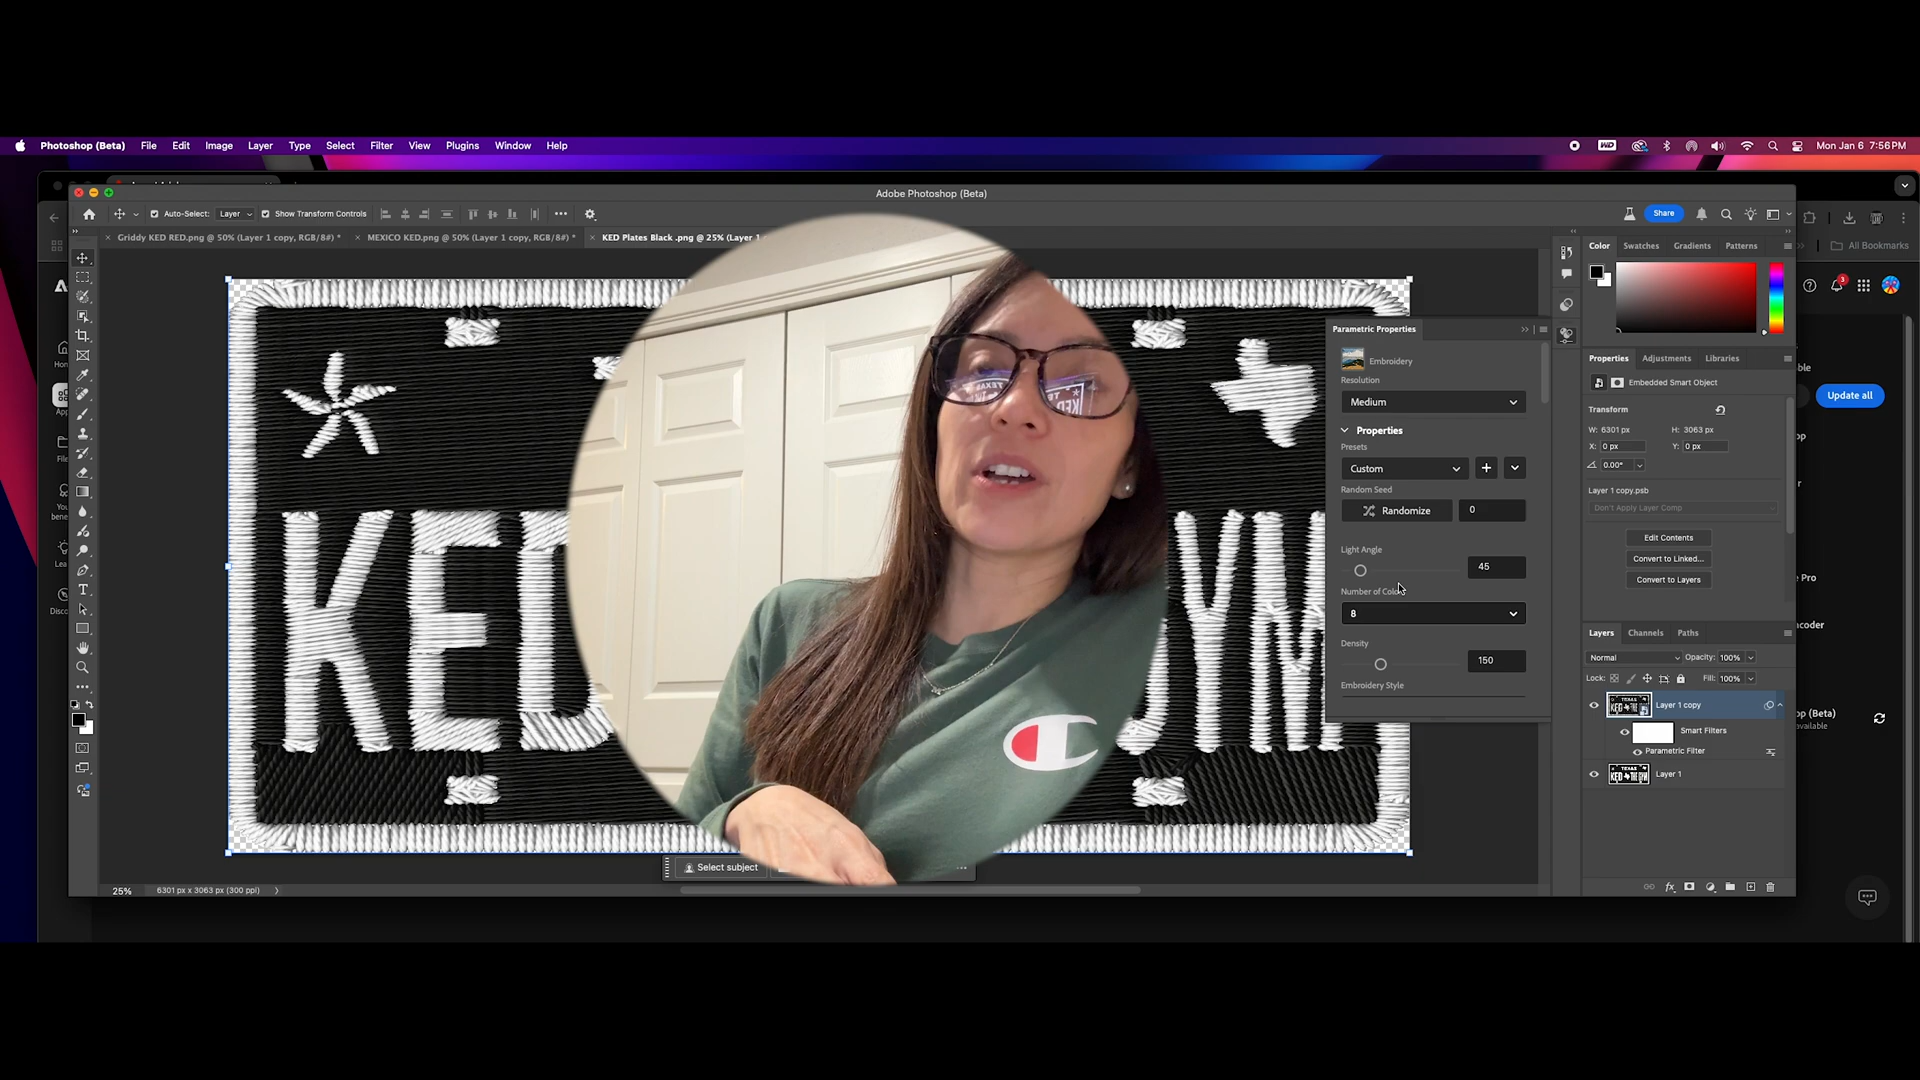 Photoshop (Beta) File Edit Image Layer Type Select Filter View Plugins Window Help
WD Mon Jan 6 7:56PM
Adobe Photoshop (Beta)
Auto-Select: Layer Show Transform Controls
Share
Griddy KED RED.png @ 50% (Layer 1 copy, RGB/8#) *
MEXICO KED.png @ 50% (Layer 1 copy, RGB/8#) *
KED Plates Black .png @ 25% (Layer 1
All Bookmarks
Color Swatches Gradients Patterns
Parametric Properties
Embroidery
Resolution
Medium
Properties
Presets
Custom
Random Seed
Randomize 0
Light Angle
45
8
Density
150
Embroidery Style
Properties Adjustments Libraries
Embedded Smart Object
Transform
W: 6301 px H: 3063 px
X: 0 px Y: 0 px
0.00°
Layer 1 copy.psb
Don't Apply Layer Comp
Edit Contents
Convert to Linked...
Convert to Layers
Update all
3
Layers Channels Paths
Normal Opacity: 100%
Lock: Fill: 100%
Layer 1 copy
Smart Filters
Parametric Filter
Layer 1
KED
YM
TEXAS
C
Select subject
25% 6301 px x 3063 px (300 ppi)